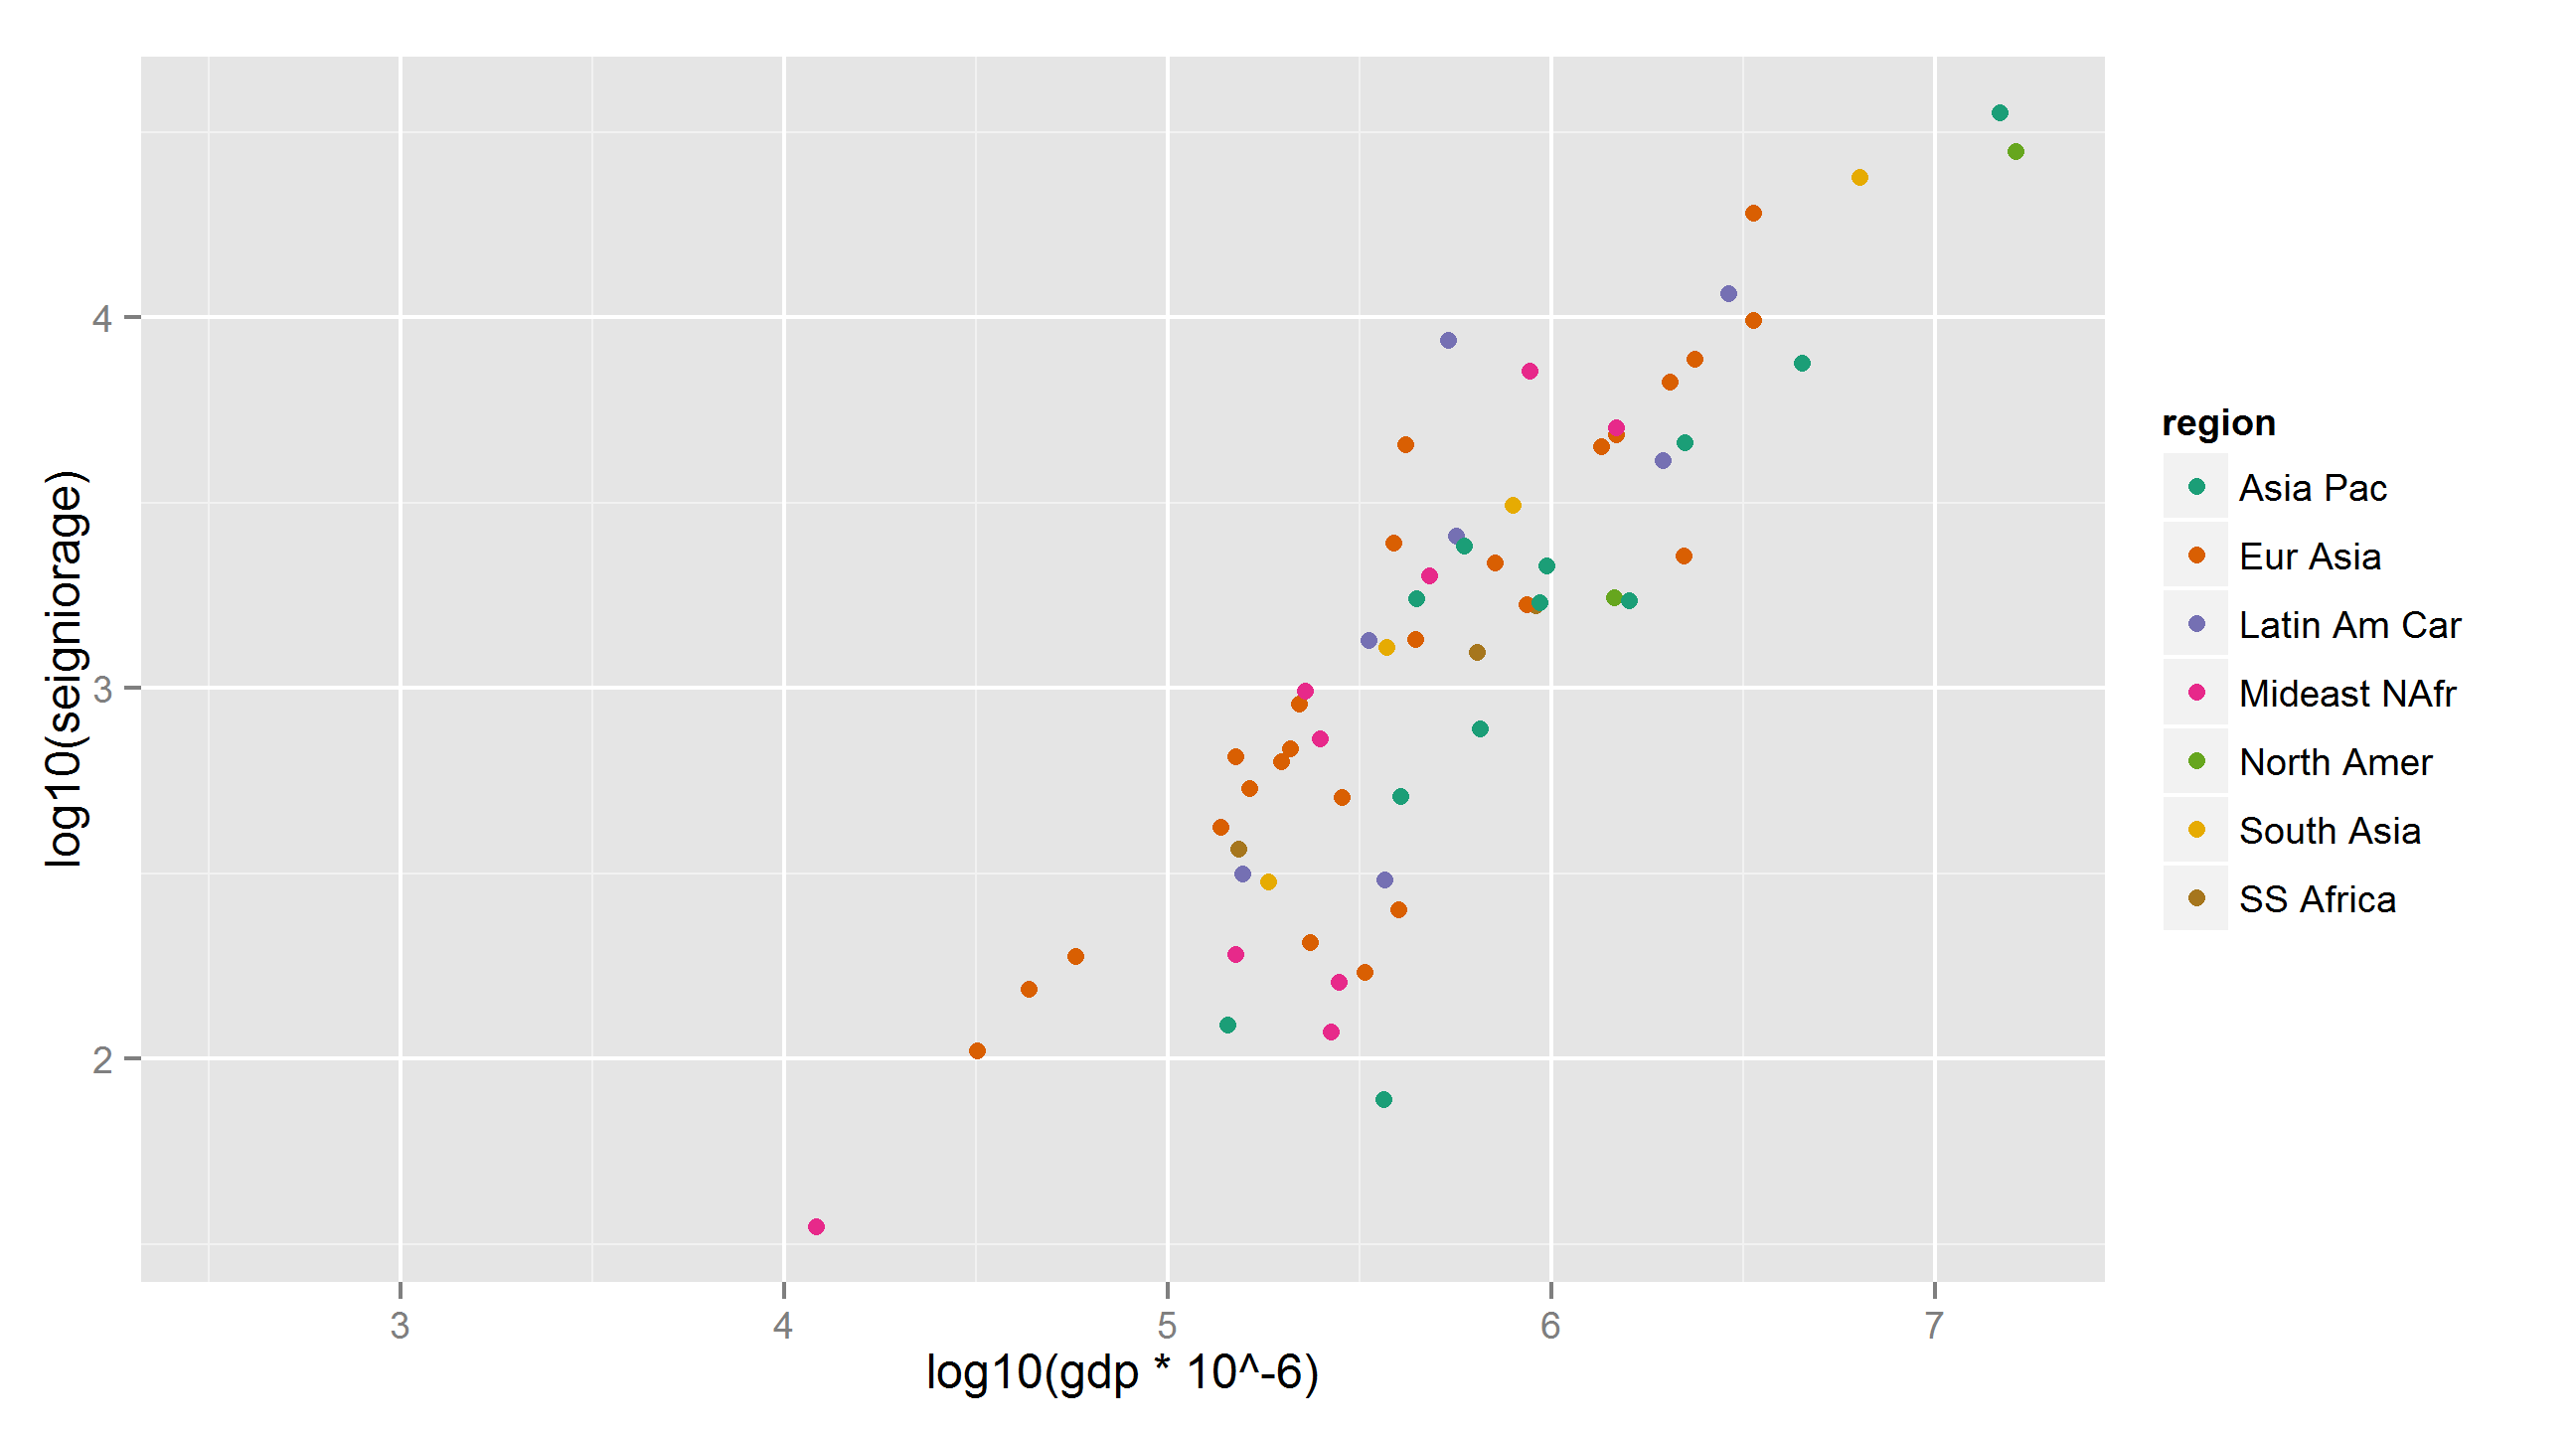 log10(seigniorage)
4
3
2
3 4 5 6 7
log10(gdp * 10^-6)
region
Asia Pac
Eur Asia
Latin Am Car
Mideast NAfr
North Amer
South Asia
SS Africa